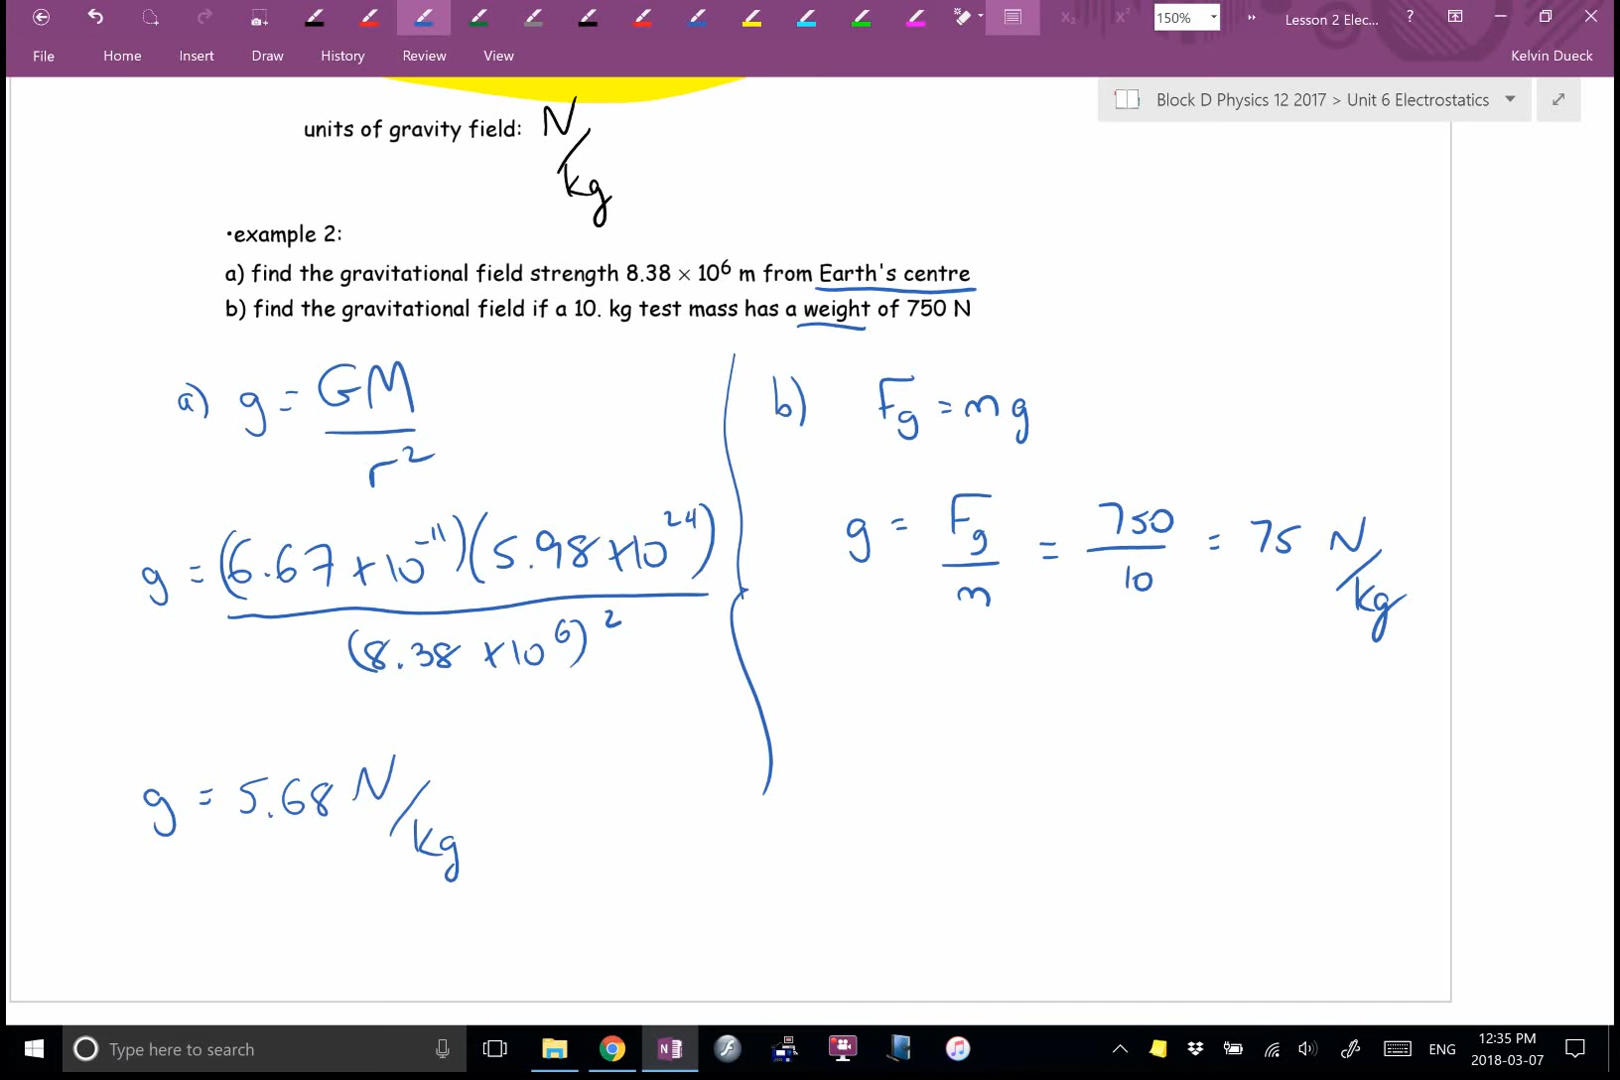 150%
Lesson 2 Elec...
?
File Home Insert Draw History Review View
Kelvin Dueck
Block D Physics 12 2017 > Unit 6 Electrostatics
units of gravity field: N/kg
•example 2:
a) find the gravitational field strength 8.38 × 10⁶ m from Earth's centre
b) find the gravitational field if a 10. kg test mass has a weight of 750 N
a) g = GM / r²
g = (6.67 × 10⁻¹¹)(5.98 × 10²⁴) / (8.38 × 10⁶)²
g = 5.68 N/kg
b) Fg = mg
g = Fg / m = 750 / 10 = 75 N/kg
Type here to search
ENG
12:35 PM
2018-03-07